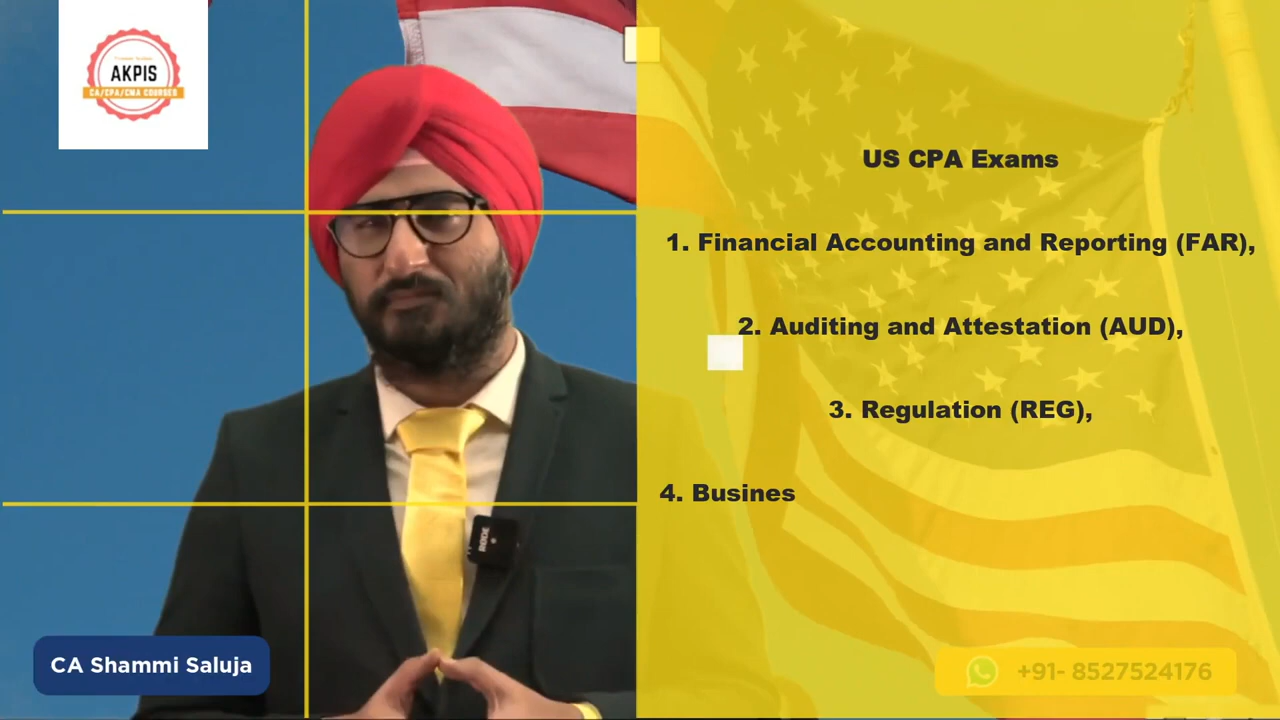 AKPIS
CA/CPA/CMA COURSES
US CPA Exams
1. Financial Accounting and Reporting (FAR),
2. Auditing and Attestation (AUD),
3. Regulation (REG),
4. Busines
RODE
CA Shammi Saluja
+91- 8527524176